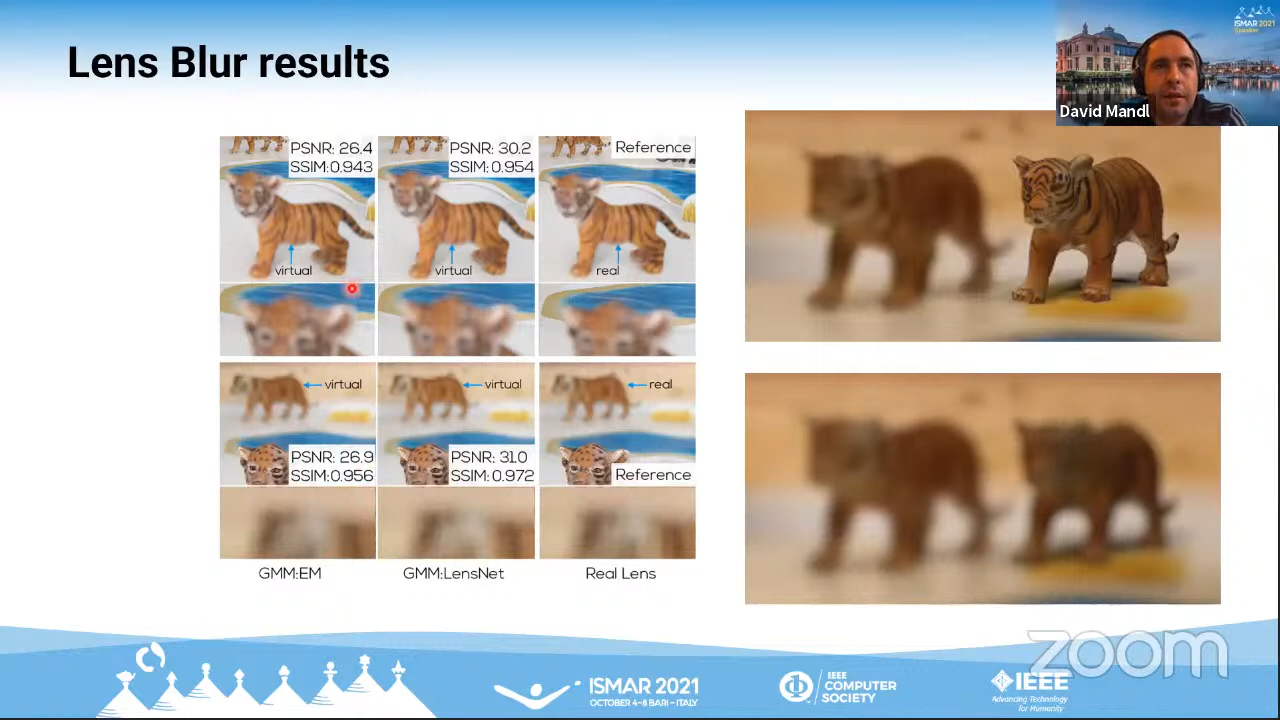 Lens Blur results
ISMAR 2021
Speaker
David Mandl
PSNR: 26.4
SSIM:0.943
PSNR: 30.2
SSIM: 0.954
Reference
virtual
virtual
real
virtual
virtual
real
PSNR: 26.9
SSIM:0.956
PSNR: 31.0
SSIM: 0.972
Reference
GMM:EM
GMM:LensNet
Real Lens
zoom
ISMAR 2021
OCTOBER 4-8 BARI - ITALY
IEEE
COMPUTER
SOCIETY
IEEE
Advancing Technology
for Humanity